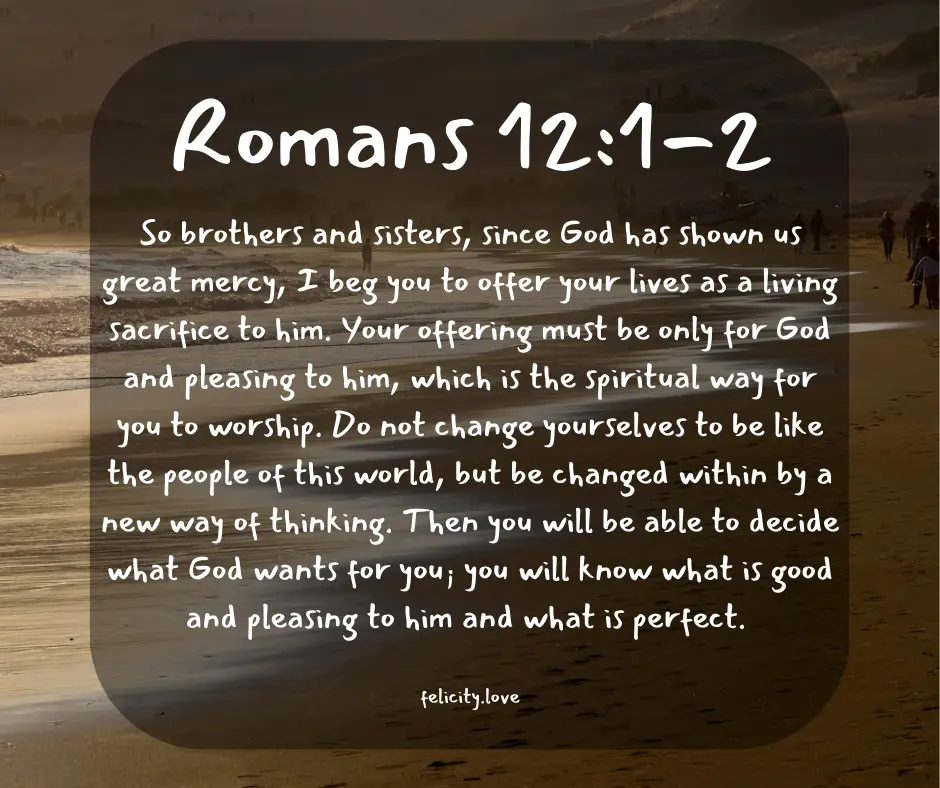 Romans 12:1-2
So brothers and sisters, since God has shown us
great mercy, I beg you to offer your lives as a living
sacrifice to him. Your offering must be only for God
and pleasing to him, which is the spiritual way for
you to worship. Do not change yourselves to be like
the people of this world, but be changed within by a
new way of thinking. Then you will be able to decide
what God wants for you; you will know what is good
and pleasing to him and what is perfect.
felicity.love